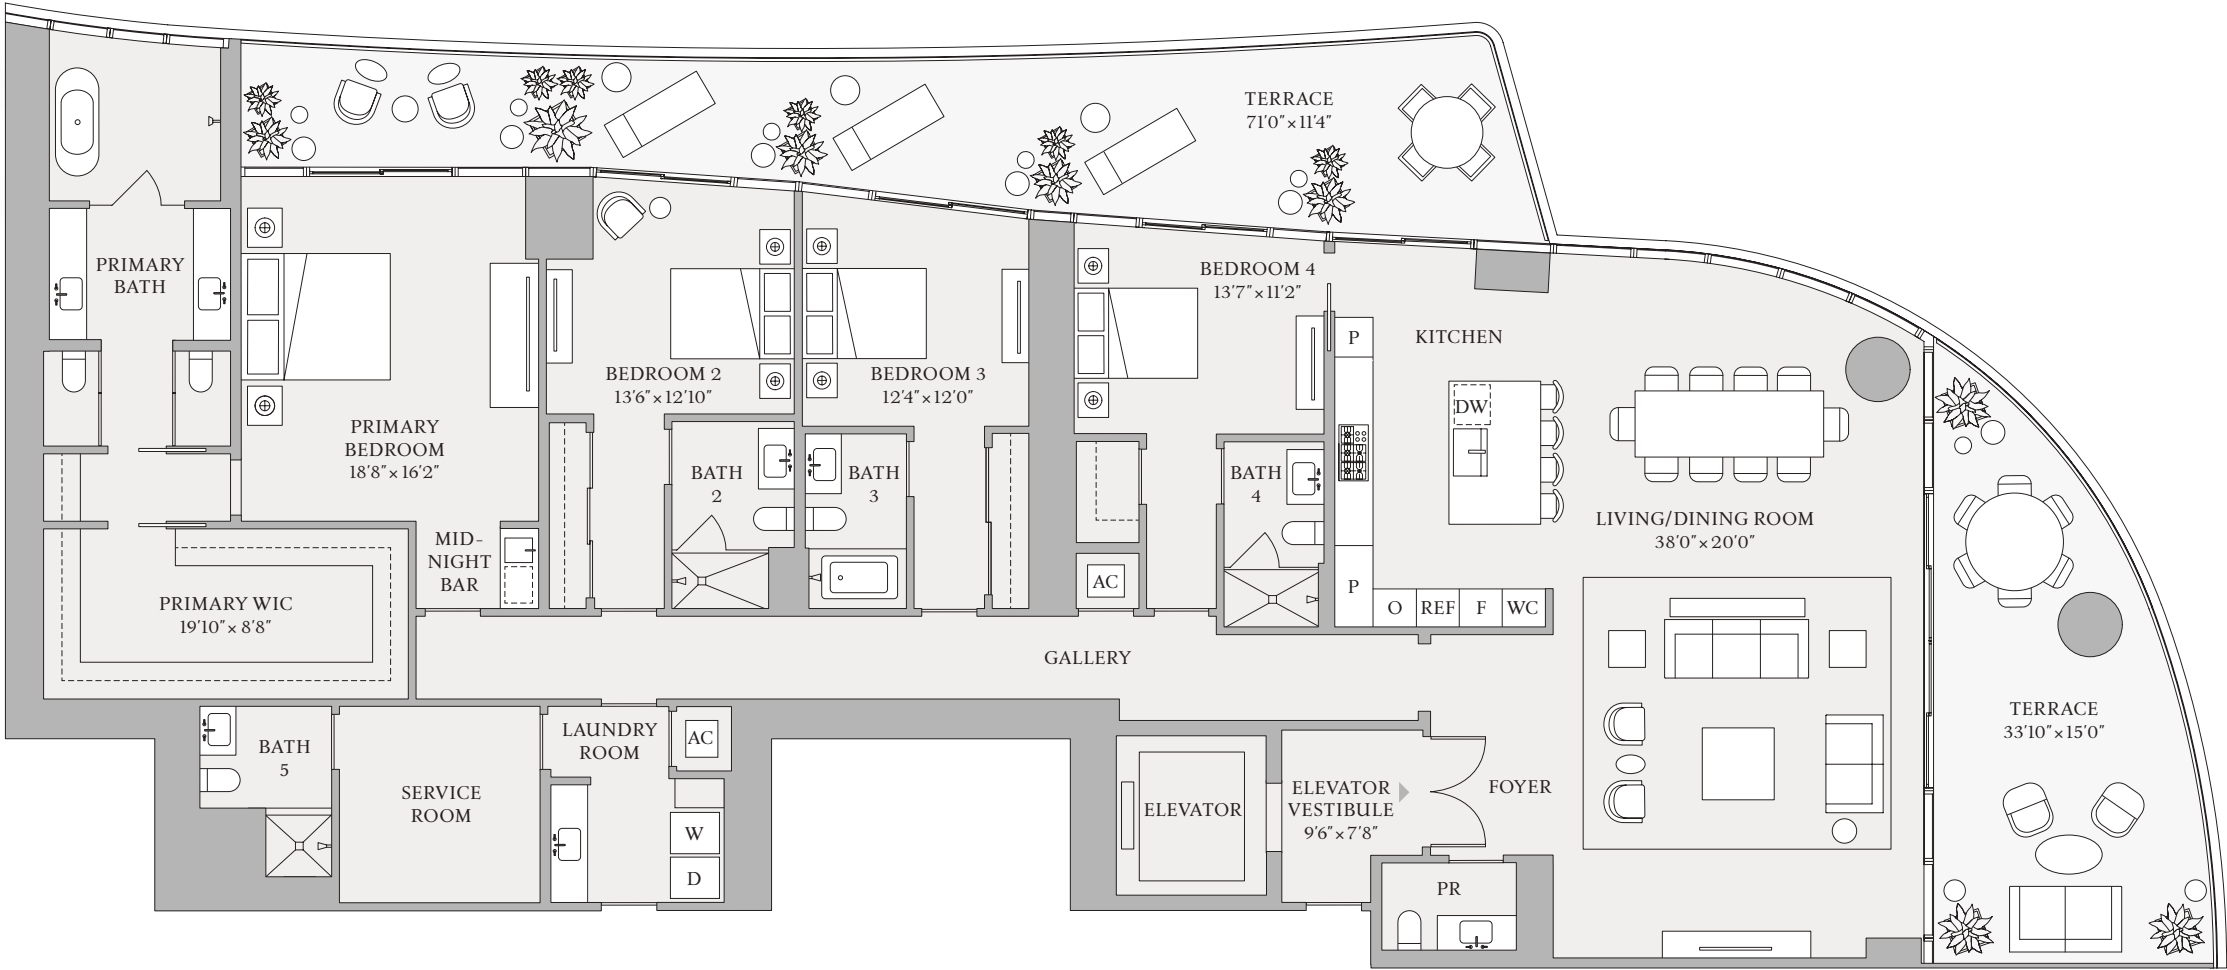 TERRACE
71'0"×11'4"
PRIMARY
BATH
BEDROOM 4
13'7"×11'2"
P
KITCHEN
BEDROOM 2
13'6"×12'10"
BEDROOM 3
12'4"×12'0"
DW
PRIMARY
BEDROOM
18'8"×16'2"
BATH
2
BATH
3
BATH
4
LIVING/DINING ROOM
38'0"×20'0"
MID-
NIGHT
BAR
AC
P
PRIMARY WIC
19'10"×8'8"
O
REF
F
WC
GALLERY
TERRACE
33'10"×15'0"
LAUNDRY
ROOM
AC
BATH
5
SERVICE
ROOM
ELEVATOR
ELEVATOR
VESTIBULE
9'6"×7'8"
FOYER
W
D
PR